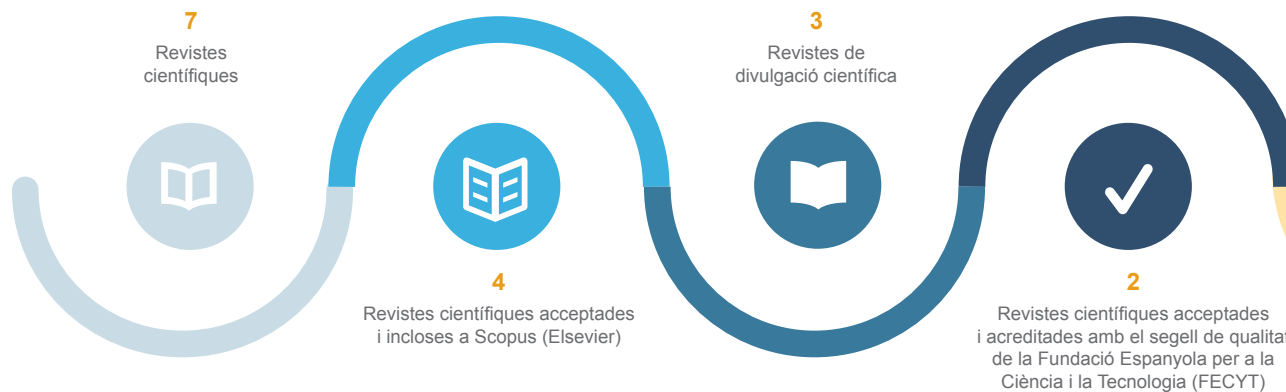 7
Revistes
científiques
4
Revistes científiques acceptades
i incloses a Scopus (Elsevier)
3
Revistes de
divulgació científica
2
Revistes científiques acceptades
i acreditades amb el segell de qualitat
de la Fundació Espanyola per a la
Ciència i la Tecnologia (FECYT)